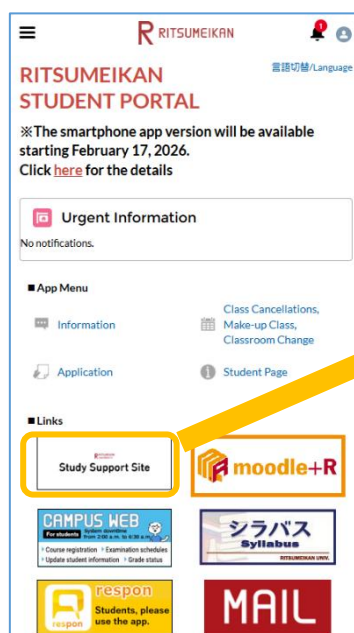 RITSUMEIKAN
1
RITSUMEIKAN
STUDENT PORTAL
言語切替/Language
※The smartphone app version will be available
starting February 17, 2026.
Click here for the details
Urgent Information
No notifications.
■App Menu
Information
Class Cancellations,
Make-up Class,
Classroom Change
Application
Student Page
■Links
Study Support Site
moodle+R
CAMPUS WEB
For students
System downtime
from 2:00 a.m. to 6:30 a.m.
Course registration
Examination schedules
Update student information
Grade status
シラバス
Syllabus
RITSUMEIKAN UNIV.
respon
respon
Students, please
use the app.
MAIL